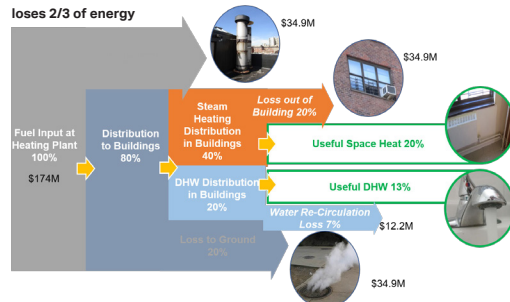 loses 2/3 of energy
$34.9M
$34.9M
Fuel Input at
Heating Plant
100%
$174M
Distribution
to Buildings
80%
Steam
Heating
Distribution
in Buildings
40%
Loss out of
Building 20%
Useful Space Heat 20%
DHW Distribution
in Buildings
20%
Useful DHW 13%
Water Re-Circulation
Loss 7%
$12.2M
Loss to Ground
20%
$34.9M